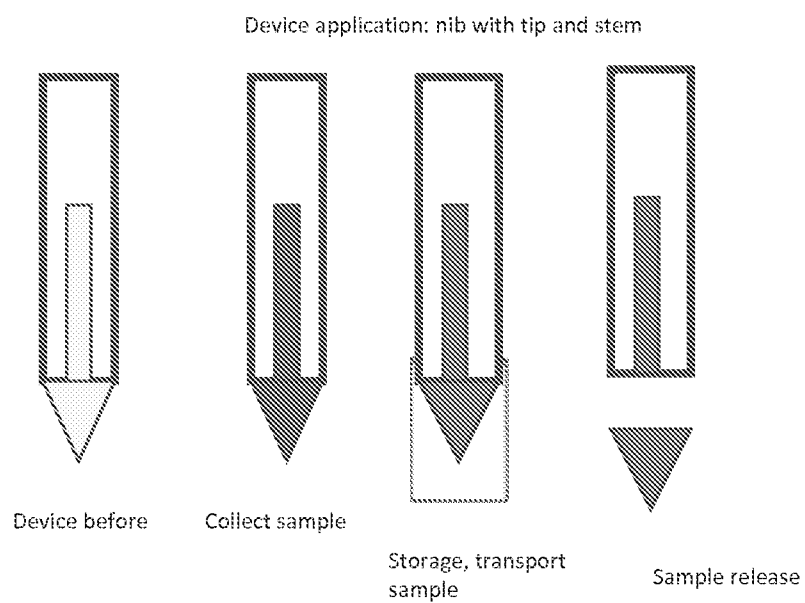 Device application: nib with tip and stem
Device before
Collect sample
Storage, transport
sample
Sample release